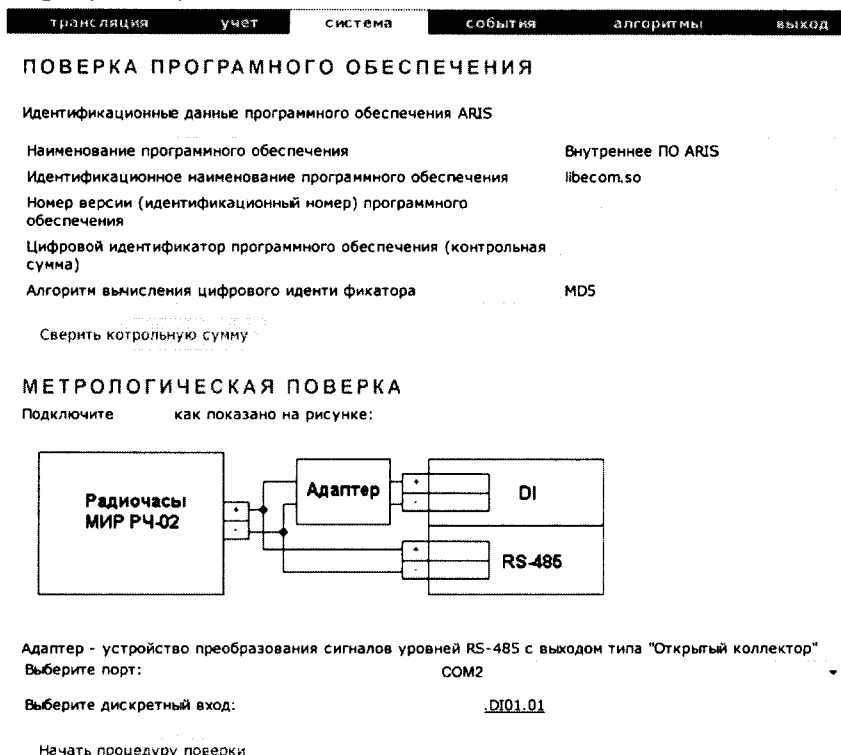 трансляция учет система события алгоритмы выход
ПОВЕРКА ПРОГРАМНОГО ОБЕСПЕЧЕНИЯ
Идентификационные данные программного обеспечения ARIS
Наименование программного обеспечения Внутреннее ПО ARIS
Идентификационное наименование программного обеспечения libecom.so
Номер версии (идентификационный номер) программного
обеспечения
Цифровой идентификатор программного обеспечения (контрольная
сумма)
Алгоритм вычисления цифрового иденти фикатора MD5
Сверить котрольную сумму
МЕТРОЛОГИЧЕСКАЯ ПОВЕРКА
Подключите как показано на рисунке:
Радиочасы
МИР РЧ-02
+
-
Адаптер
+
-
DI
+
-
RS-485
Адаптер - устройство преобразования сигналов уровней RS-485 с выходом типа "Открытый коллектор"
Выберите порт: COM2
Выберите дискретный вход: .DI01.01
Начать процедуру поверки